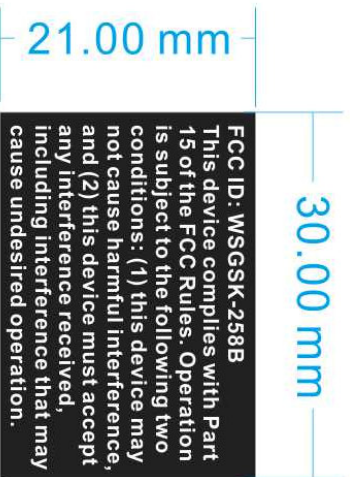 21.00 mm
30.00 mm
FCC ID: WSGSK-258B
This device complies with Part
15 of the FCC Rules. Operation
is subject to the following two
conditions: (1) this device may
not cause harmful interference,
and (2) this device must accept
any interference received,
including interference that may
cause undesired operation.